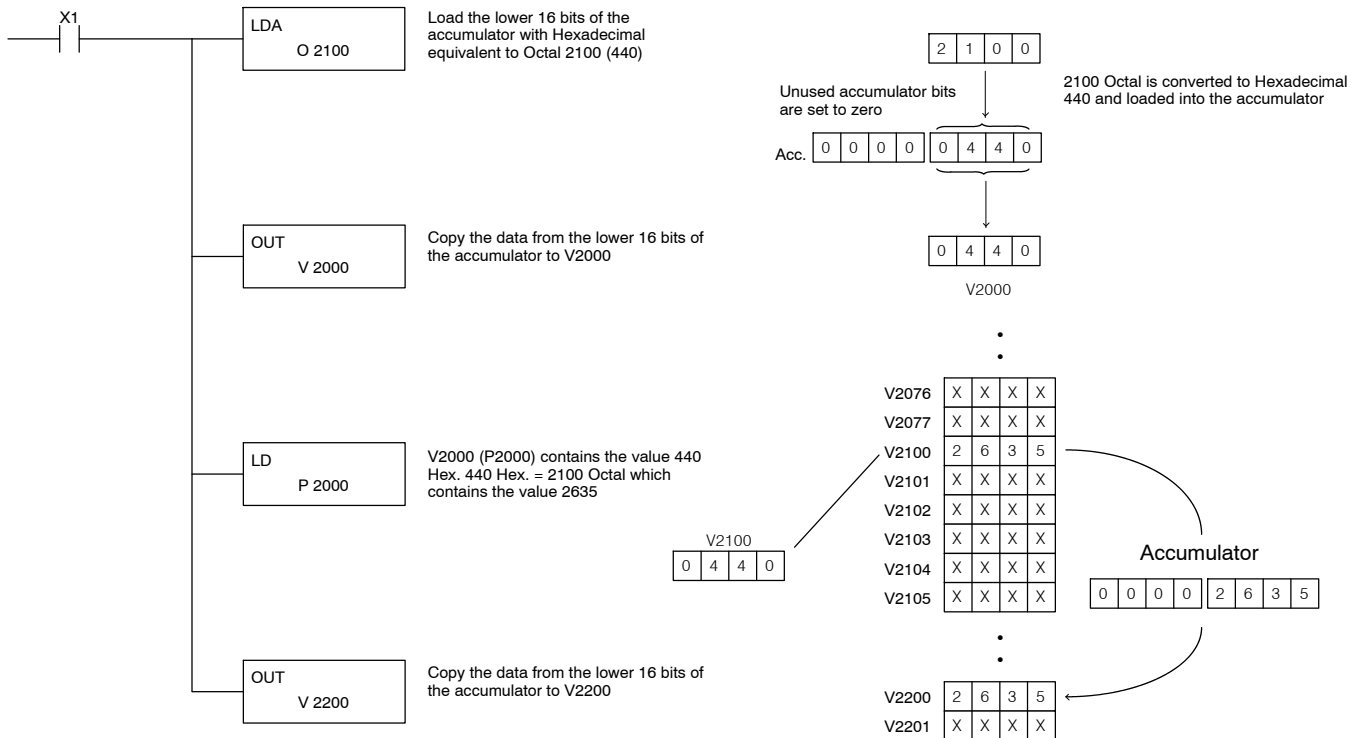 X1
LDA
O 2100
Load the lower 16 bits of the
accumulator with Hexadecimal
equivalent to Octal 2100 (440)
2 1 0 0
Unused accumulator bits
are set to zero
2100 Octal is converted to Hexadecimal
440 and loaded into the accumulator
Acc. 0 0 0 0 0 4 4 0
OUT
V 2000
Copy the data from the lower 16 bits of
the accumulator to V2000
0 4 4 0
V2000
LD
P 2000
V2000 (P2000) contains the value 440
Hex. 440 Hex. = 2100 Octal which
contains the value 2635
V2100
0 4 4 0
V2076 X X X X
V2077 X X X X
V2100 2 6 3 5
V2101 X X X X
V2102 X X X X
V2103 X X X X
V2104 X X X X
V2105 X X X X
Accumulator
0 0 0 0 2 6 3 5
OUT
V 2200
Copy the data from the lower 16 bits of
the accumulator to V2200
V2200 2 6 3 5
V2201 X X X X